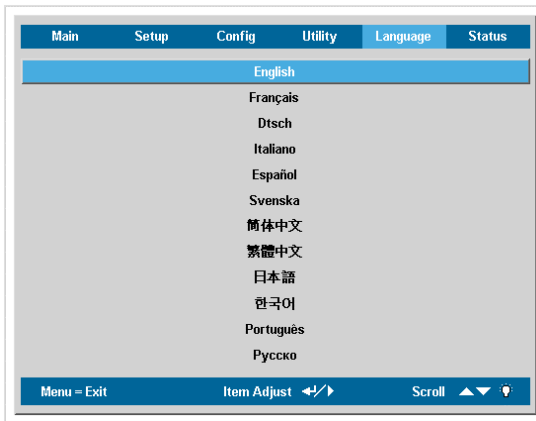 Main Setup Config Utility Language Status
English
Français
Dtsch
Italiano
Español
Svenska
简体中文
繁體中文
日本語
한국어
Português
Русско
Menu = Exit Item Adjust Scroll